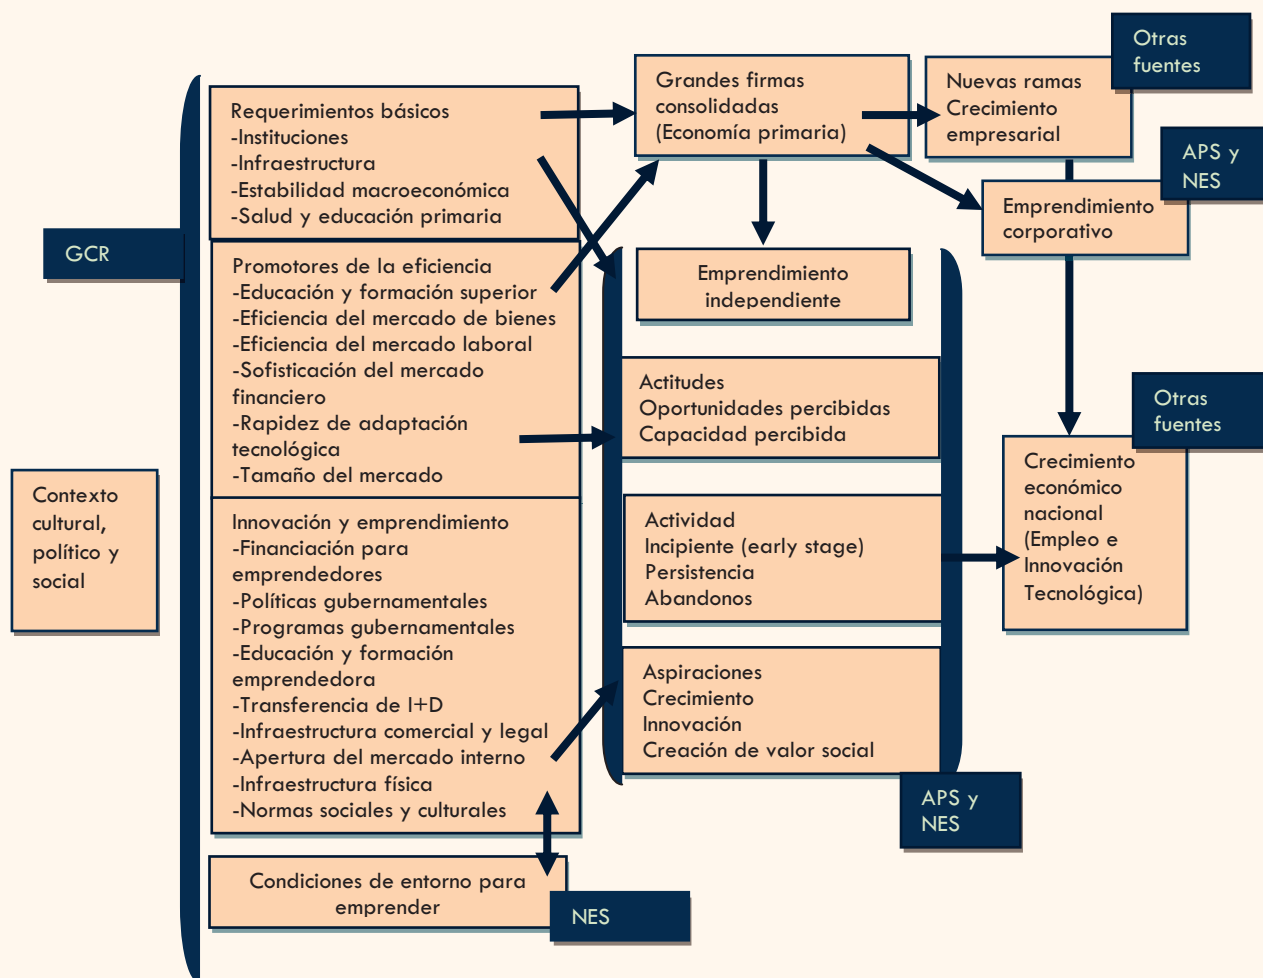 GCR
Contexto
cultural,
político y
social
Requerimientos básicos
-Instituciones
-Infraestructura
-Estabilidad macroeconómica
-Salud y educación primaria
Promotores de la eficiencia
-Educación y formación superior
-Eficiencia del mercado de bienes
-Eficiencia del mercado laboral
-Sofisticación del mercado
financiero
-Rapidez de adaptación
tecnológica
-Tamaño del mercado
Innovación y emprendimiento
-Financiación para
emprendedores
-Políticas gubernamentales
-Programas gubernamentales
-Educación y formación
emprendedora
-Transferencia de I+D
-Infraestructura comercial y legal
-Apertura del mercado interno
-Infraestructura física
-Normas sociales y culturales
Condiciones de entorno para
emprender
NES
Grandes firmas
consolidadas
(Economía primaria)
Emprendimiento
independiente
Actitudes
Oportunidades percibidas
Capacidad percibida
Actividad
Incipiente (early stage)
Persistencia
Abandonos
Aspiraciones
Crecimiento
Innovación
Creación de valor social
APS y
NES
Nuevas ramas
Crecimiento
empresarial
Otras
fuentes
Emprendimiento
corporativo
APS y
NES
Crecimiento
económico
nacional
(Empleo e
Innovación
Tecnológica)
Otras
fuentes